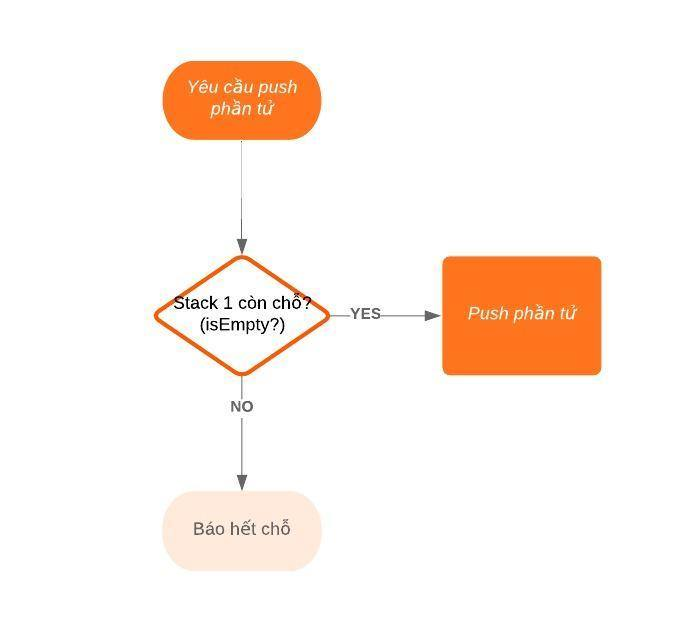 Yêu cầu push
phần tử
Stack 1 còn chỗ?
(isEmpty?)
YES
Push phần tử
NO
Báo hết chỗ